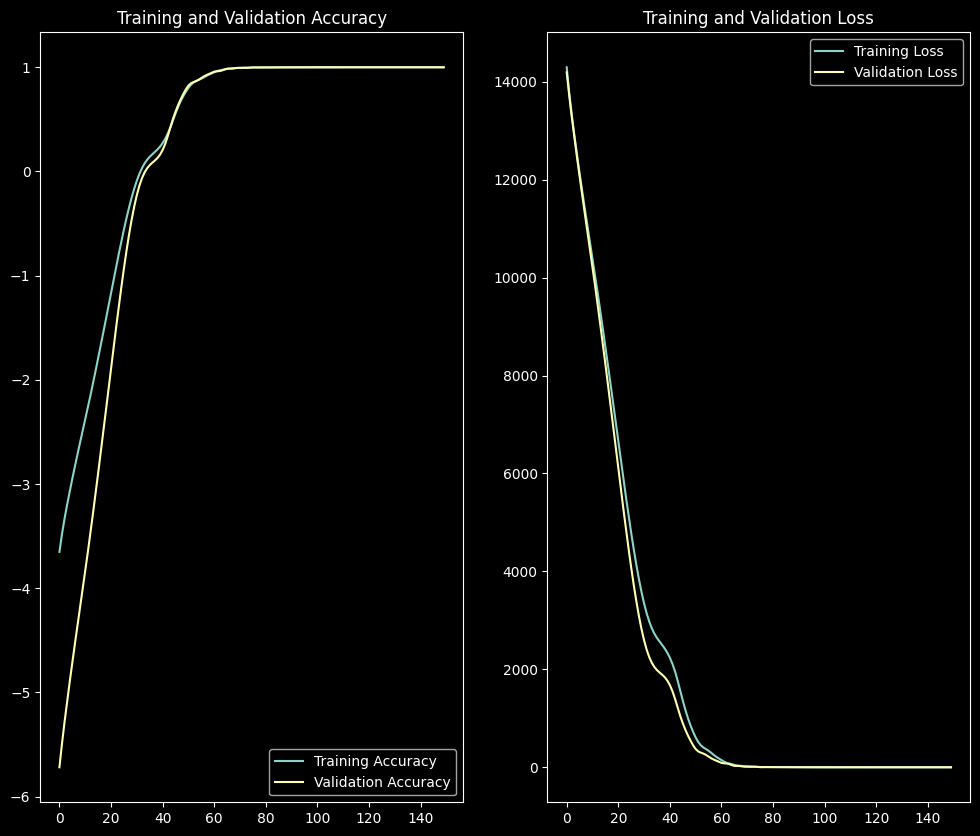 Training and Validation Accuracy
1
0
−1
−2
−3
−4
−5
−6
0 20 40 60 80 100 120 140
Training Accuracy
Validation Accuracy
Training and Validation Loss
14000
12000
10000
8000
6000
4000
2000
0
0 20 40 60 80 100 120 140
Training Loss
Validation Loss